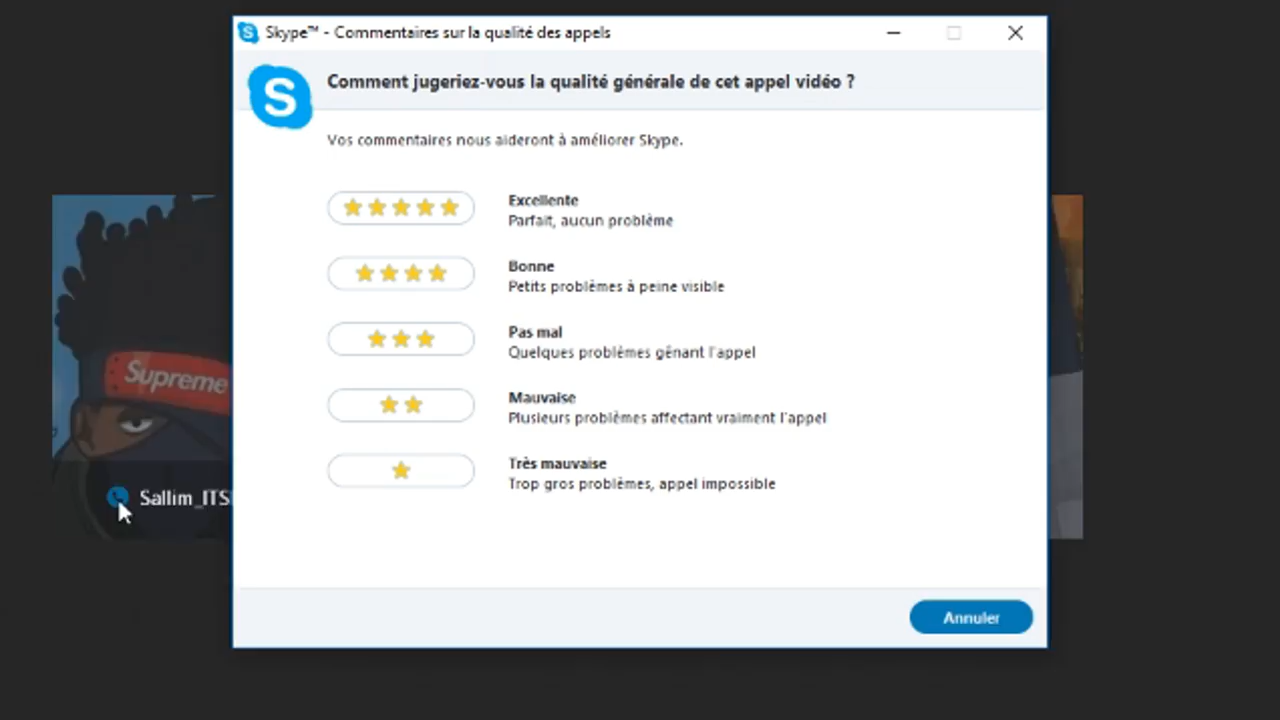 Skype™ - Commentaires sur la qualité des appels
S
Comment jugeriez-vous la qualité générale de cet appel vidéo ?
Vos commentaires nous aideront à améliorer Skype.
Excellente
Parfait, aucun problème
Bonne
Petits problèmes à peine visible
Pas mal
Quelques problèmes gênant l'appel
Mauvaise
Plusieurs problèmes affectant vraiment l'appel
Très mauvaise
Trop gros problèmes, appel impossible
Supreme
Sallim_ITS
Annuler